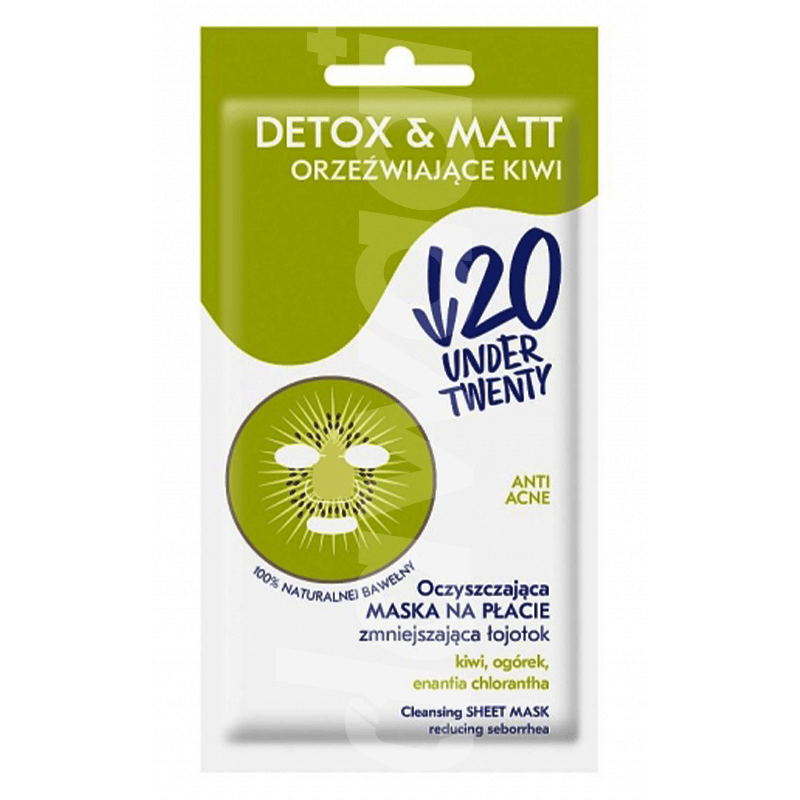 DETOX & MATT
ORZEŹWIAJĄCE KIWI
20
UNDER
TWENTY
ANTI
ACNE
100% NATURALNEJ BAWEŁNY
Oczyszczająca
MASKA NA PŁACIE
zmniejszająca łojotok
kiwi, ogórek,
enantia chlorantha
Cleansing SHEET MASK
reducing seborrhea